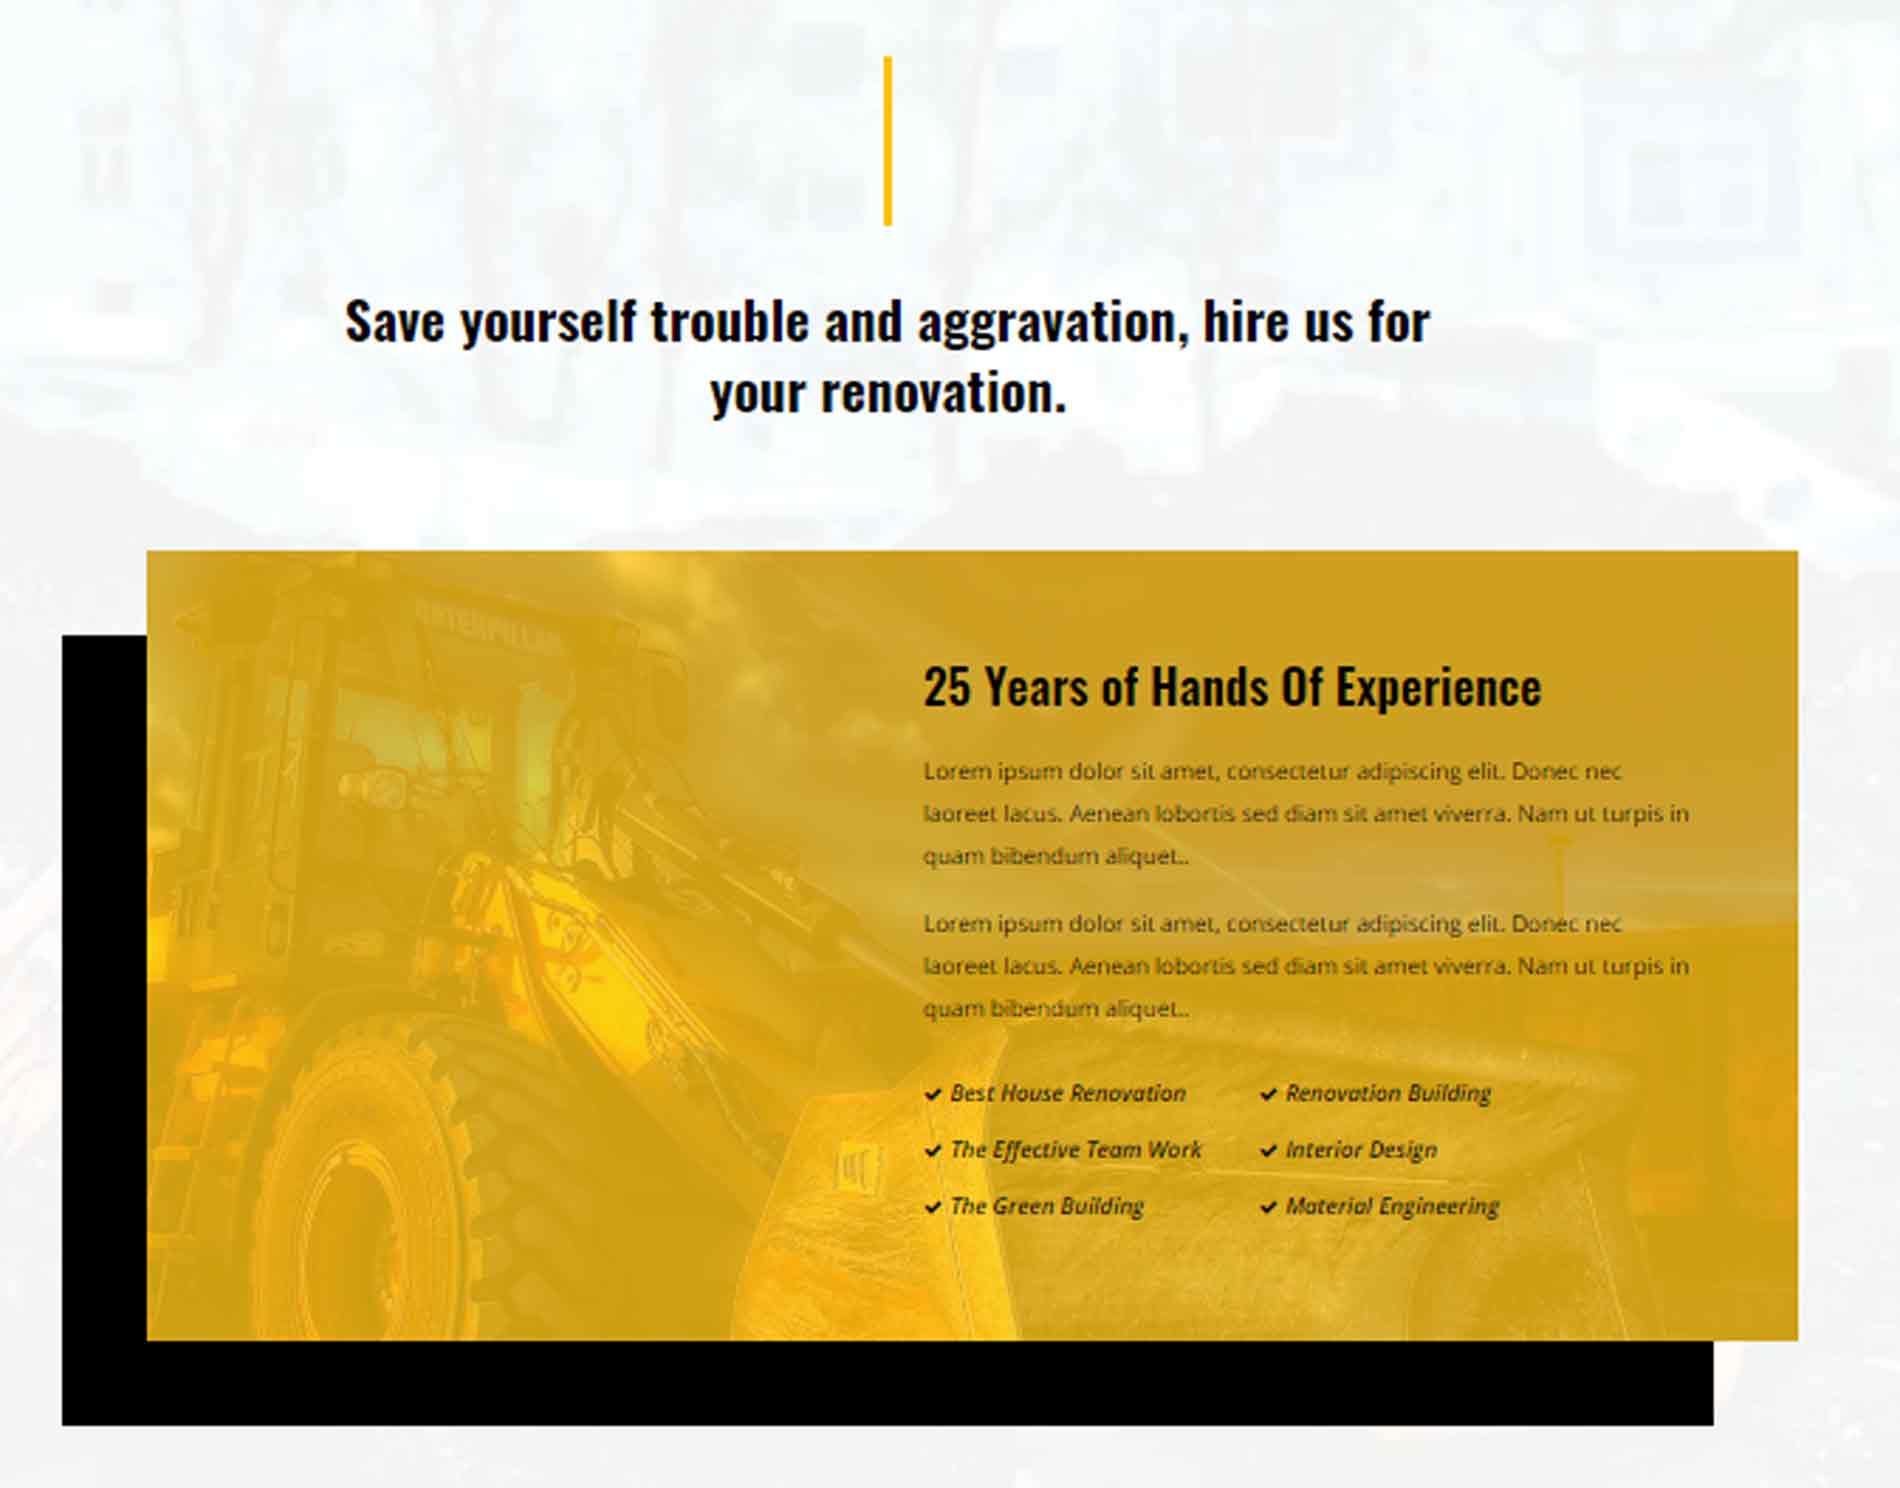 Save yourself trouble and aggravation, hire us for
your renovation.
CATERPILLAR
25 Years of Hands Of Experience
Lorem ipsum dolor sit amet, consectetur adipiscing elit. Donec nec
laoreet lacus. Aenean lobortis sed diam sit amet viverra. Nam ut turpis in
quam bibendum aliquet..
Lorem ipsum dolor sit amet, consectetur adipiscing elit. Donec nec
laoreet lacus. Aenean lobortis sed diam sit amet viverra. Nam ut turpis in
quam bibendum aliquet..
✔ Best House Renovation ✔ Renovation Building
✔ The Effective Team Work ✔ Interior Design
✔ The Green Building ✔ Material Engineering